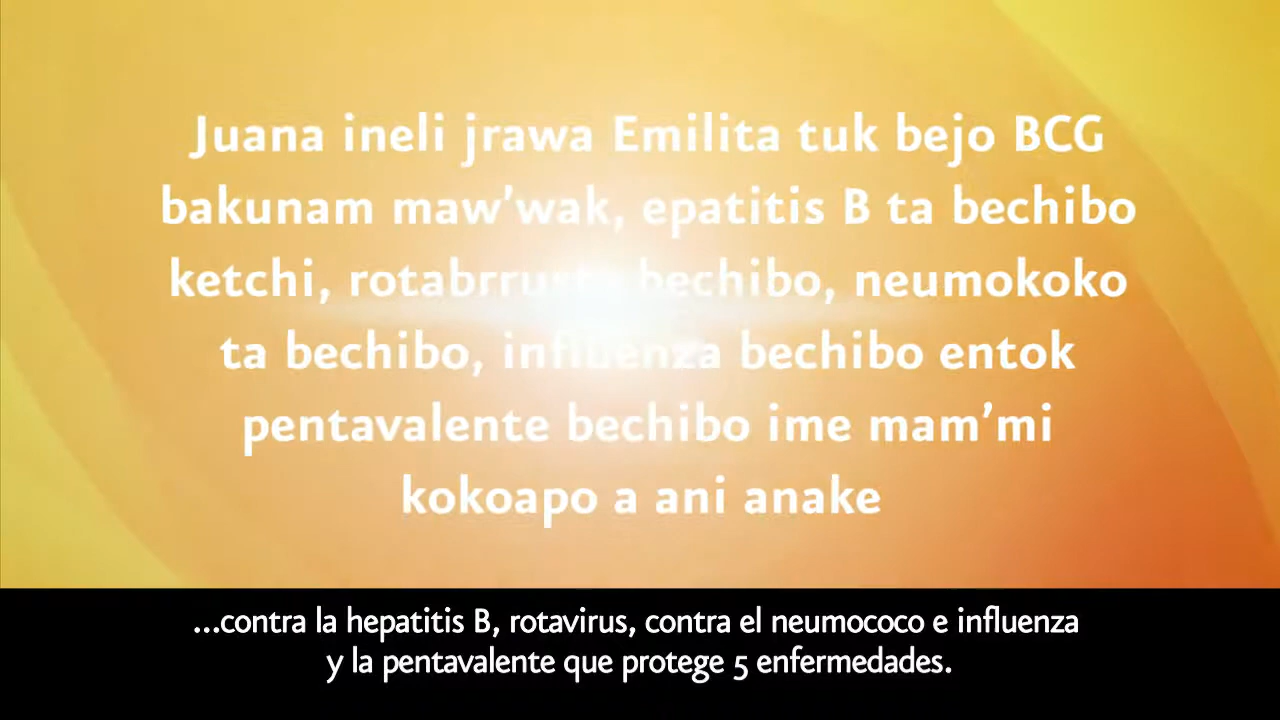 Juana ineli jrawa Emilita tuk bejo BCG
bakunam maw'wak, epatitis B ta bechibo
ketchi, bechibo, neumokoko
ta bechibo, influenza bechibo entok
pentavalente bechibo ime mam'mi
kokoapo a ani anake
...contra la hepatitis B, rotavirus, contra el neumococo e influenza
y la pentavalente que protege 5 enfermedades.